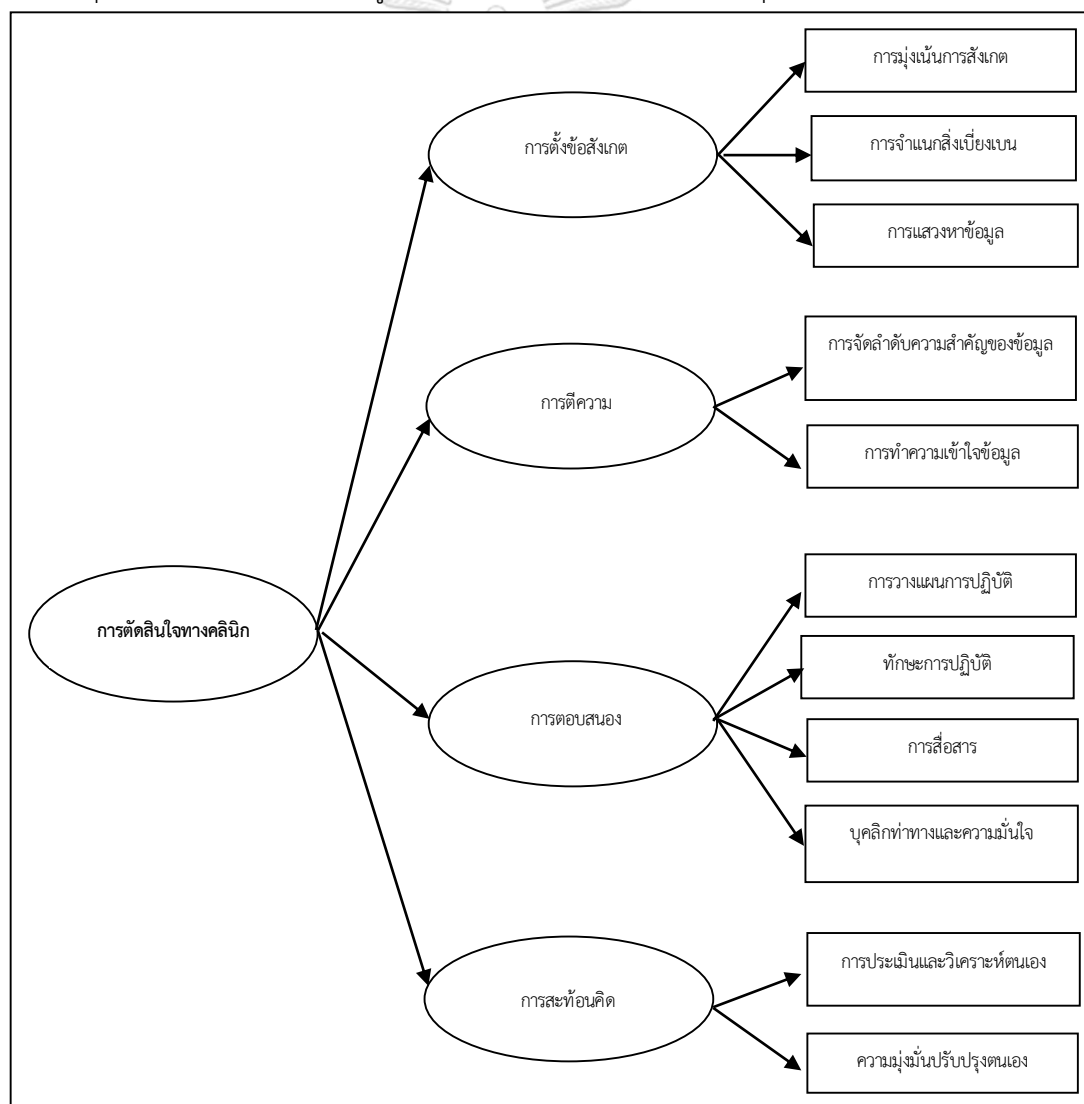 การมุ่งเน้นการสังเกต
การตั้งข้อสังเกต
การจำแนกสิ่งเบี่ยงเบน
การแสวงหาข้อมูล
การจัดลำดับความสำคัญของข้อมูล
การตีความ
การทำความเข้าใจข้อมูล
การวางแผนการปฏิบัติ
การตัดสินใจทางคลินิก
ทักษะการปฏิบัติ
การตอบสนอง
การสื่อสาร
บุคลิกท่าทางและความมั่นใจ
การประเมินและวิเคราะห์ตนเอง
การสะท้อนคิด
ความมุ่งมั่นปรับปรุงตนเอง